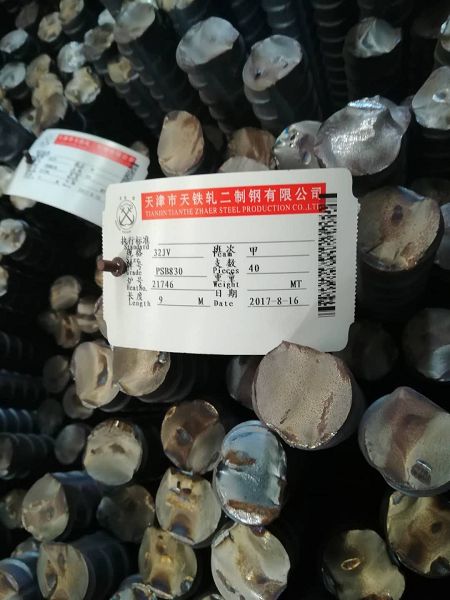 天津市天铁轧二制钢有限公司
TIANJIN TIANTIE ZHAER STEEL PRODUCTION CO.,LTD.
执行标准
Standard
规格 32JV 班次 甲
Size Team
牌号 PSB830 支数 40
Grade Pieces
炉号 21746 重量 MT
HeatNo. Weight
长度 9 M 日期 2017-8-16
Length Date